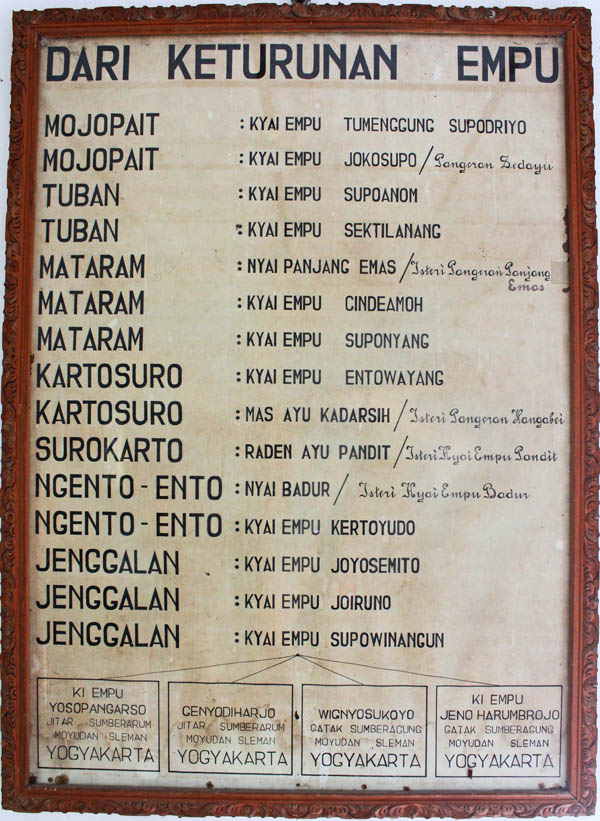 DARI KETURUNAN EMPU
MOJOPAIT : KYAI EMPU TUMENGGUNG SUPODRIYO
MOJOPAIT : KYAI EMPU JOKOSUPO / Pangeran Sedayu
TUBAN : KYAI EMPU SUPOANOM
TUBAN : KYAI EMPU SEKTILANANG
MATARAM : NYAI PANJANG EMAS / Isteri Pangeran Panjang
Emas
MATARAM : KYAI EMPU CINDEAMOH
MATARAM : KYAI EMPU SUPONYANG
KARTOSURO : KYAI EMPU ENTOWAYANG
KARTOSURO : MAS AYU KADARSIH / Isteri Pangeran Hangabei
SUROKARTO : RADEN AYU PANDIT / Isteri Kyai Empu Pandit
NGENTO - ENTO : NYAI BADUR / Isteri Kyai Empu Badur
NGENTO - ENTO : KYAI EMPU KERTOYUDO
JENGGALAN : KYAI EMPU JOYOSEMITO
JENGGALAN : KYAI EMPU JOIRUNO
JENGGALAN : KYAI EMPU SUPOWINANGUN
KI EMPU
YOSOPANGARSO
JITAR SUMBERARUM
MOYUDAN SLEMAN
YOGYAKARTA
GENYODIHARJO
JITAR SUMBERARUM
MOYUDAN SLEMAN
YOGYAKARTA
WIGNYOSUKOYO
GATAK SUMBERAGUNG
MOYUDAN SLEMAN
YOGYAKARTA
KI EMPU
JENO HARUMBROJO
GATAK SUMBERAGUNG
MOYUDAN SLEMAN
YOGYAKARTA